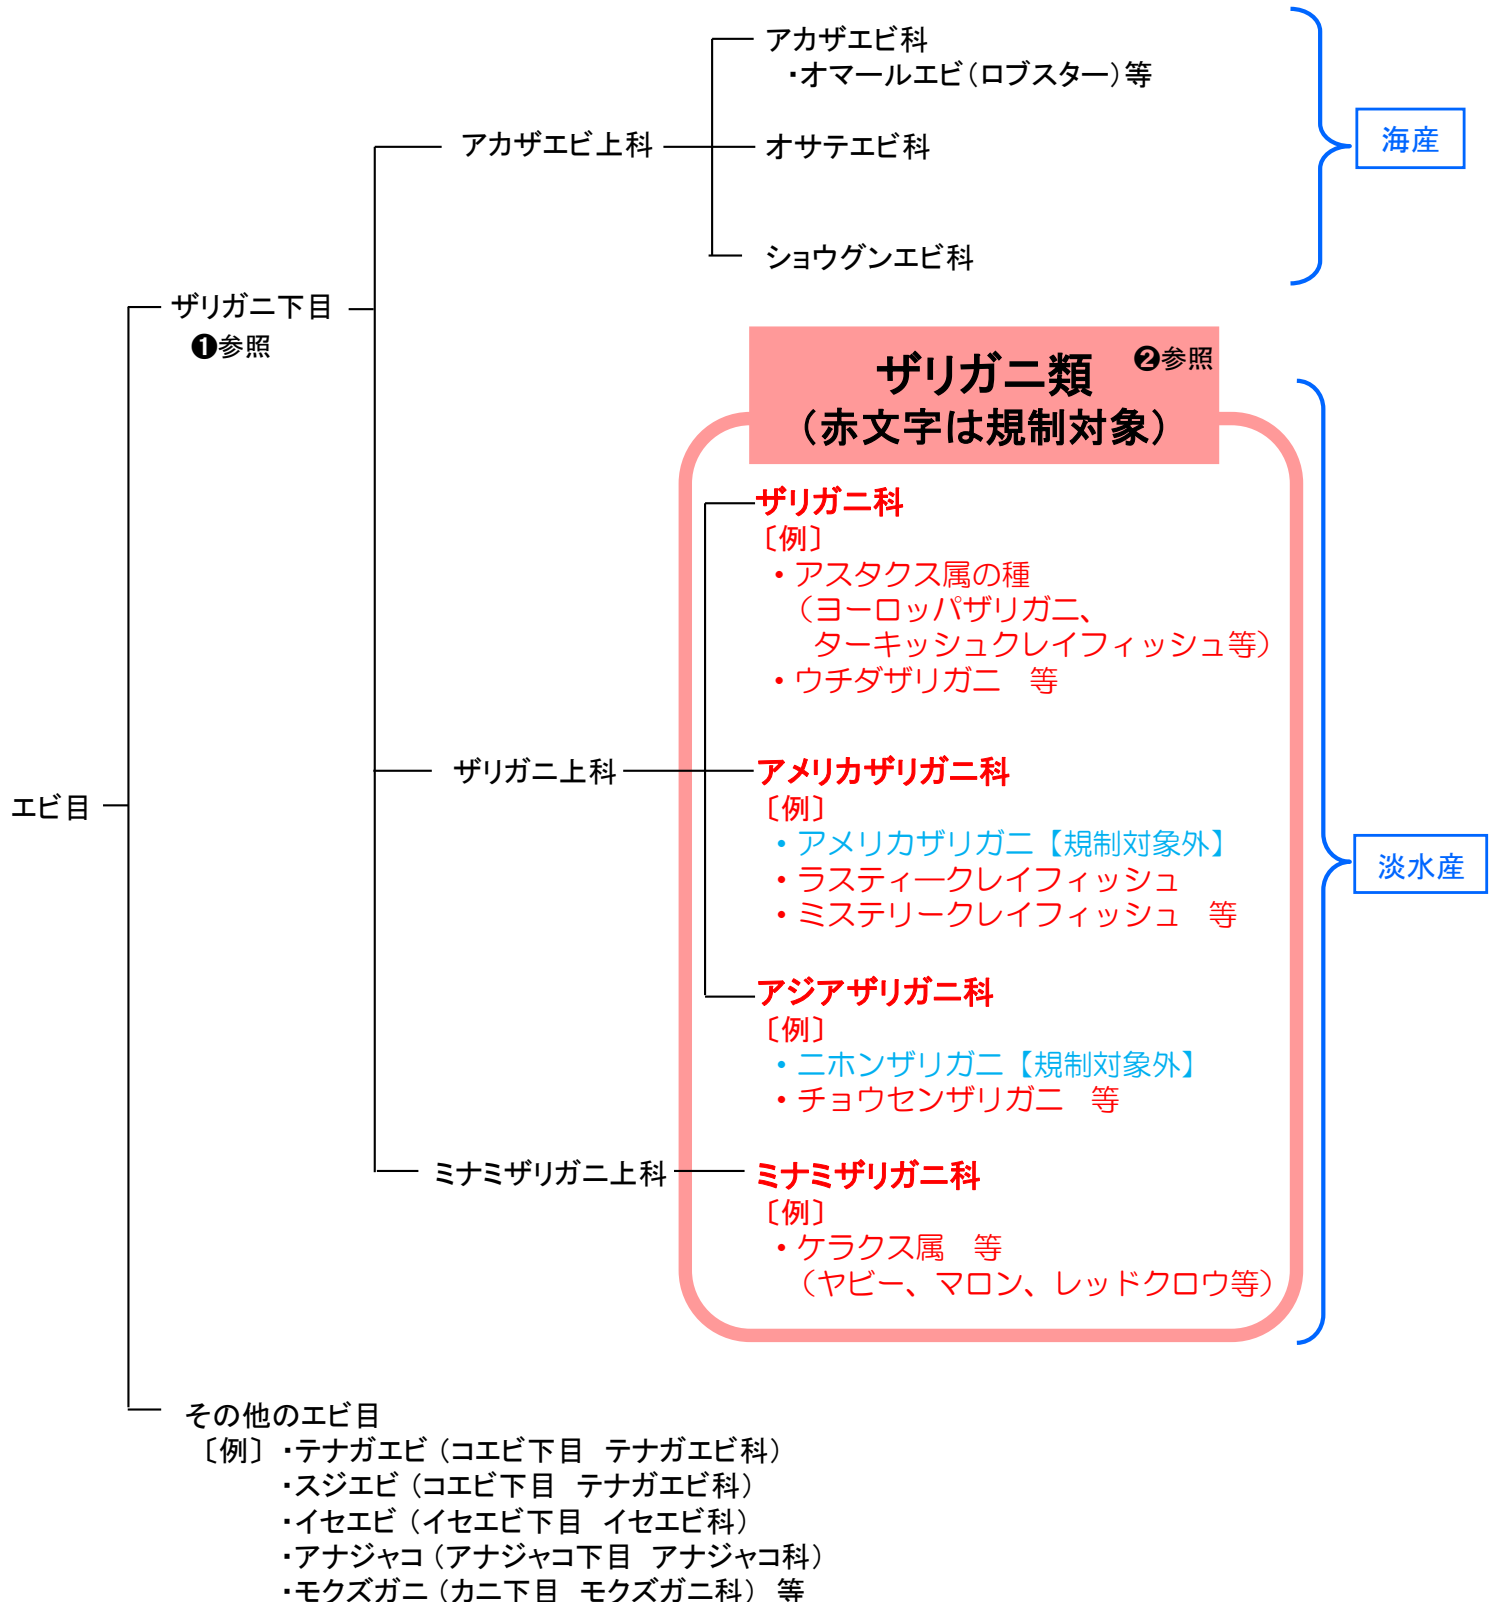 アカザエビ科
・オマールエビ(ロブスター)等
アカザエビ上科
オサテエビ科
海産
ショウグンエビ科
ザリガニ下目
❶参照
ザリガニ類
❷参照
(赤文字は規制対象)
ザリガニ科
〔例〕
・アスタクス属の種
(ヨーロッパザリガニ、
ターキッシュクレイフィッシュ等)
・ウチダザリガニ 等
ザリガニ上科
アメリカザリガニ科
〔例〕
・アメリカザリガニ【規制対象外】
・ラスティークレイフィッシュ
・ミステリークレイフィッシュ 等
エビ目
淡水産
アジアザリガニ科
〔例〕
・ニホンザリガニ【規制対象外】
・チョウセンザリガニ 等
ミナミザリガニ上科
ミナミザリガニ科
〔例〕
・ケラクス属 等
(ヤビー、マロン、レッドクロウ等)
その他のエビ目
〔例〕・テナガエビ(コエビ下目 テナガエビ科)
・スジエビ(コエビ下目 テナガエビ科)
・イセエビ(イセエビ下目 イセエビ科)
・アナジャコ(アナジャコ下目 アナジャコ科)
・モクズガニ(カニ下目 モクズガニ科) 等